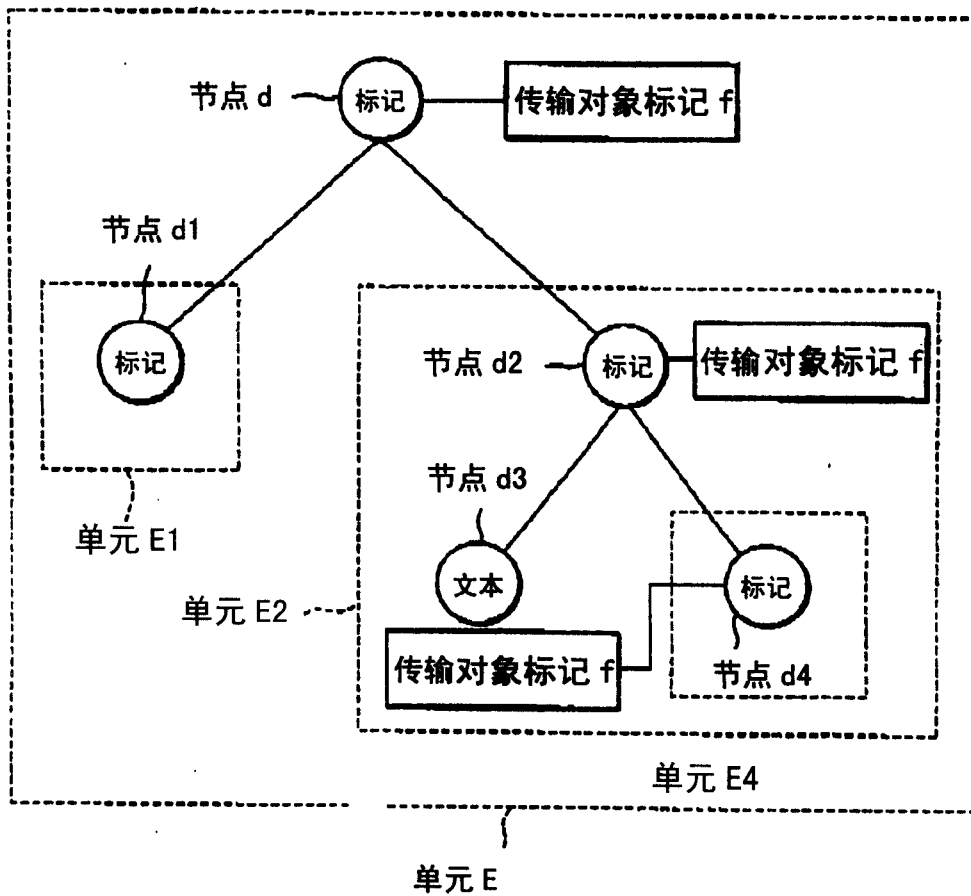 节点 d
标记
传输对象标记 f
节点 d1
标记
单元 E1
节点 d2
标记
传输对象标记 f
节点 d3
文本
标记
单元 E2
传输对象标记 f
节点 d4
单元 E4
单元 E